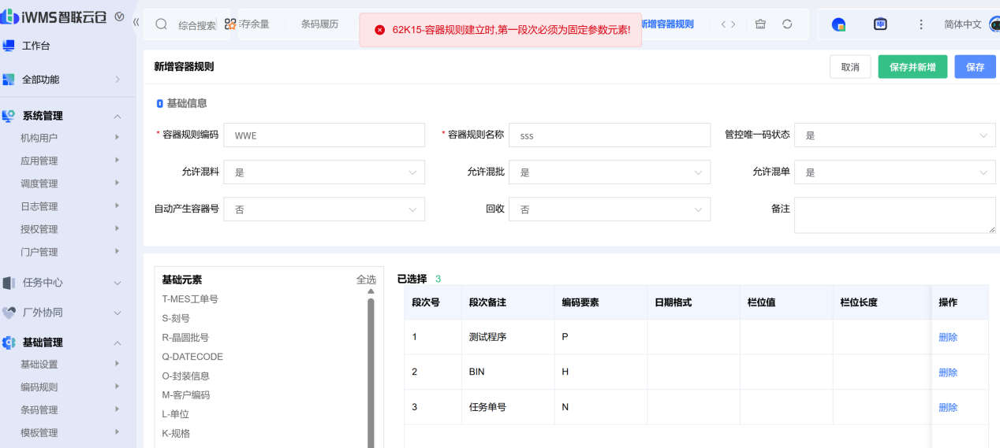 iWMS智联云仓
综合搜索
存余量
条码履历
62K15-容器规则建立时,第一段次必须为固定参数元素!
新增容器规则
简体中文
工作台
全部功能
系统管理
机构用户
应用管理
调度管理
日志管理
授权管理
门户管理
任务中心
厂外协同
基础管理
基础设置
编码规则
条码管理
模板管理
新增容器规则
取消
保存并新增
保存
基础信息
* 容器规则编码 WWE
* 容器规则名称 sss
管控唯一码状态 是
允许混料 是
允许混批 是
允许混单 是
自动产生容器号 否
回收 否
备注
基础元素 全选
T-MES工单号
S-刻号
R-晶圆批号
Q-DATECODE
O-封装信息
M-客户编码
L-单位
K-规格
已选择 3
段次号 段次备注 编码要素 日期格式 栏位值 栏位长度 操作
1 测试程序 P 删除
2 BIN H 删除
3 任务单号 N 删除